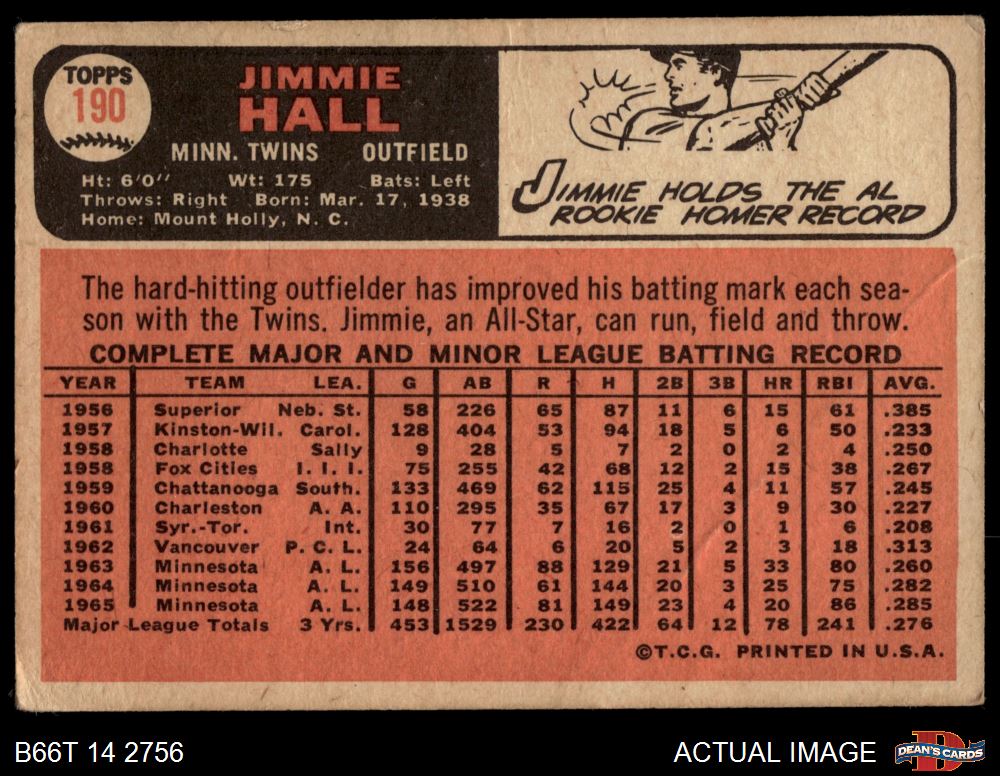 TOPPS
190
JIMMIE
HALL
MINN. TWINS OUTFIELD
Ht: 6'0" Wt: 175 Bats: Left
Throws: Right Born: Mar. 17, 1938
Home: Mount Holly, N. C.
JIMMIE HOLDS THE AL
ROOKIE HOMER RECORD
The hard-hitting outfielder has improved his batting mark each sea-
son with the Twins. Jimmie, an All-Star, can run, field and throw.
COMPLETE MAJOR AND MINOR LEAGUE BATTING RECORD
YEAR TEAM LEA. G AB R H 2B 3B HR RBI AVG.
1956 Superior Neb. St. 58 226 65 87 11 6 15 61 .385
1957 Kinston-Wil. Carol. 128 404 53 94 18 5 6 50 .233
1958 Charlotte Sally 9 28 5 7 2 0 2 4 .250
1958 Fox Cities I. I. I. 75 255 42 68 12 2 15 38 .267
1959 Chattanooga South. 133 469 62 115 25 4 11 57 .245
1960 Charleston A. A. 110 295 35 67 17 3 9 30 .227
1961 Syr.-Tor. Int. 30 77 7 16 2 0 1 6 .208
1962 Vancouver P. C. L. 24 64 6 20 5 2 3 18 .313
1963 Minnesota A. L. 156 497 88 129 21 5 33 80 .260
1964 Minnesota A. L. 149 510 61 144 20 3 25 75 .282
1965 Minnesota A. L. 148 522 81 149 23 4 20 86 .285
Major League Totals 3 Yrs. 453 1529 230 422 64 12 78 241 .276
©T.C.G. PRINTED IN U.S.A.
B66T 14 2756
ACTUAL IMAGE
DEAN'S CARDS